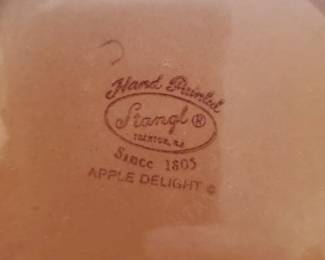 Hand Painted
Stangl ®
TRENTON, N.J.
Since 1805
APPLE DELIGHT ©